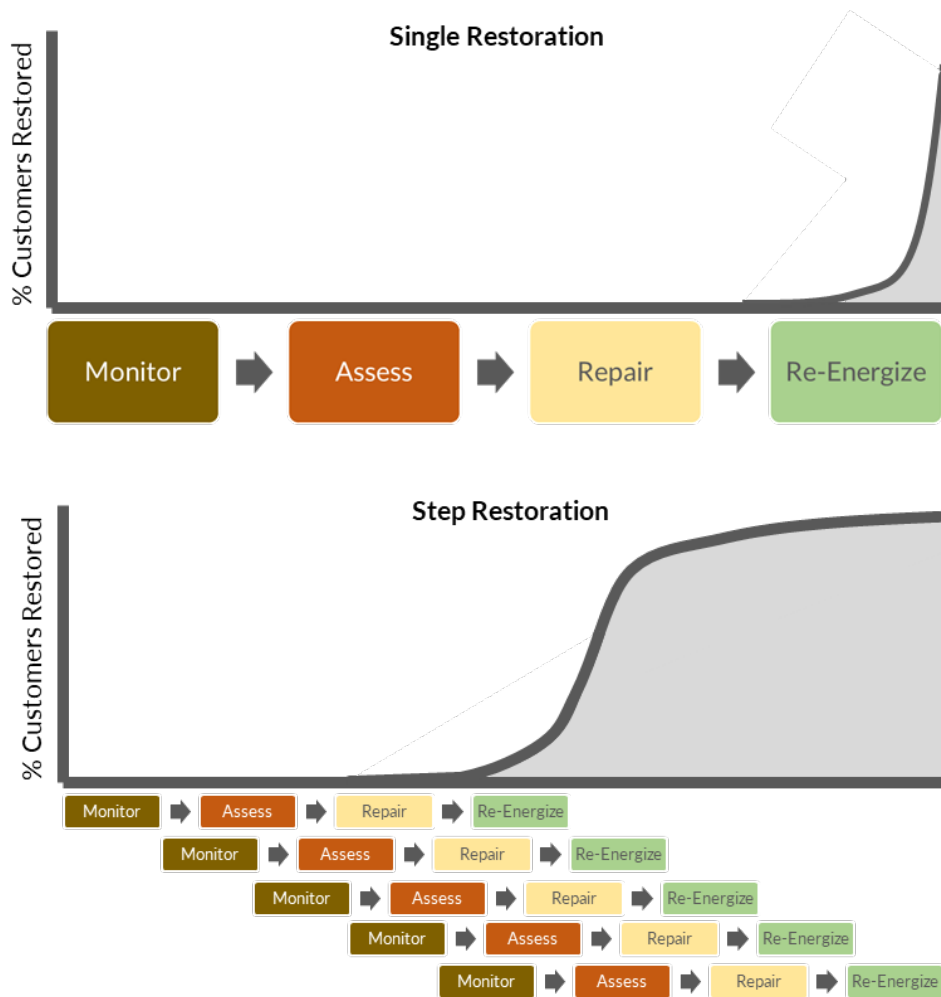 Single Restoration
% Customers Restored
Monitor Assess Repair Re-Energize
Step Restoration
% Customers Restored
Monitor Assess Repair Re-Energize
Monitor Assess Repair Re-Energize
Monitor Assess Repair Re-Energize
Monitor Assess Repair Re-Energize
Monitor Assess Repair Re-Energize